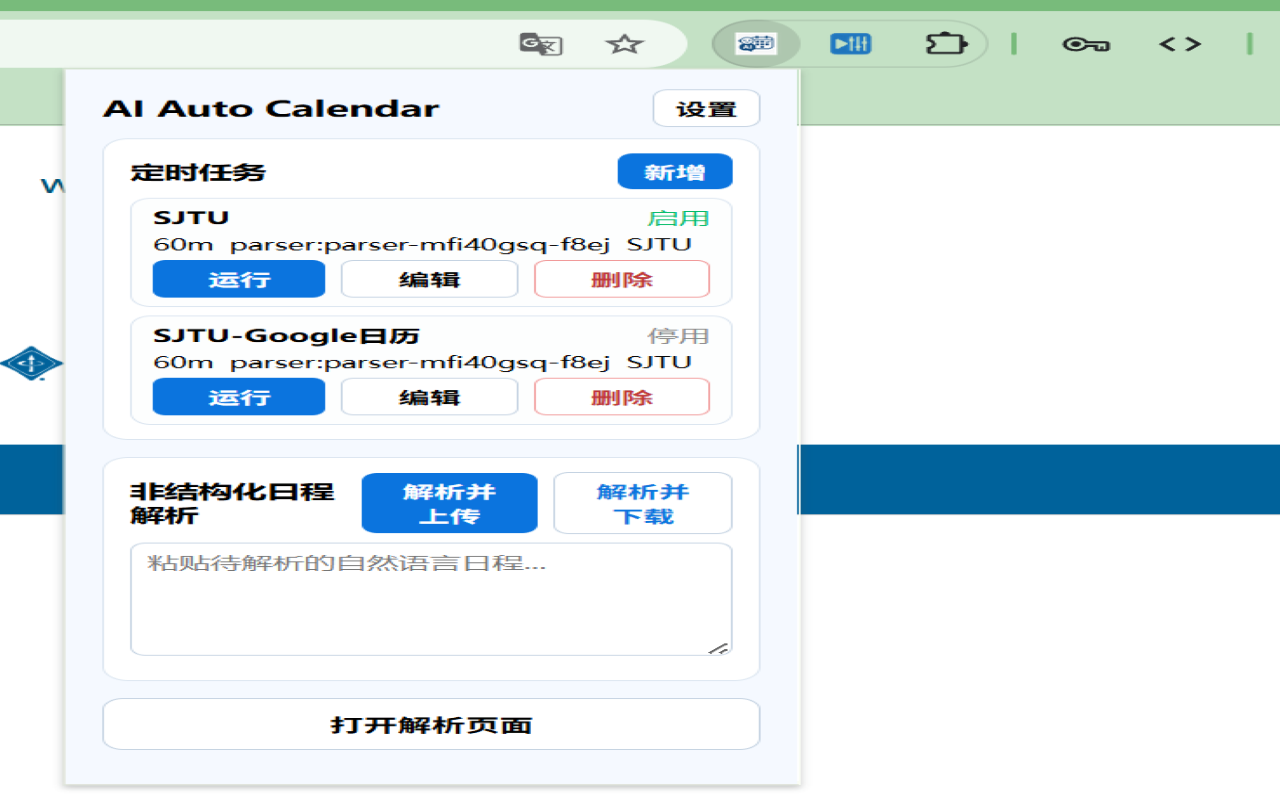 AI Auto Calendar
设置
定时任务
新增
SJTU
启用
60m parser:parser-mfi40gsq-f8ej SJTU
运行
编辑
删除
SJTU-Google日历
停用
60m parser:parser-mfi40gsq-f8ej SJTU
运行
编辑
删除
非结构化日程
解析
解析并
上传
解析并
下载
粘贴待解析的自然语言日程...
打开解析页面